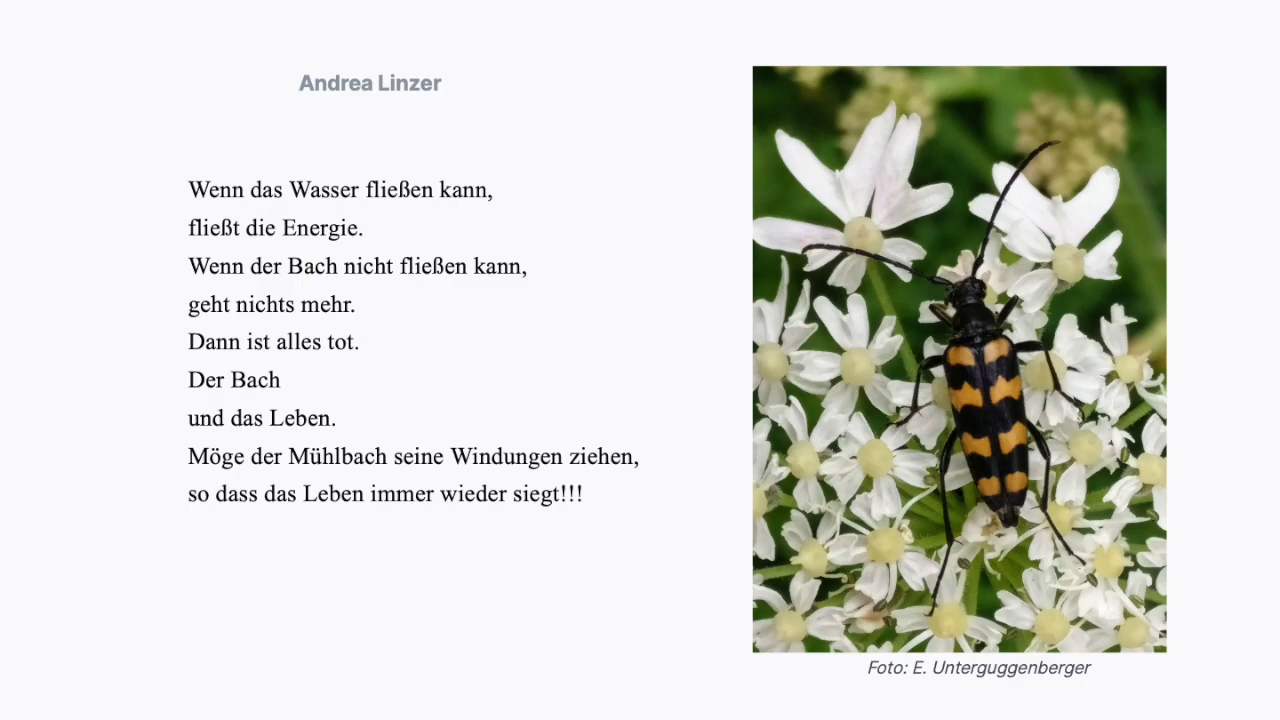 Andrea Linzer
Wenn das Wasser fließen kann,
fließt die Energie.
Wenn der Bach nicht fließen kann,
geht nichts mehr.
Dann ist alles tot.
Der Bach
und das Leben.
Möge der Mühlbach seine Windungen ziehen,
so dass das Leben immer wieder siegt!!!
Foto: E. Unterguggenberger